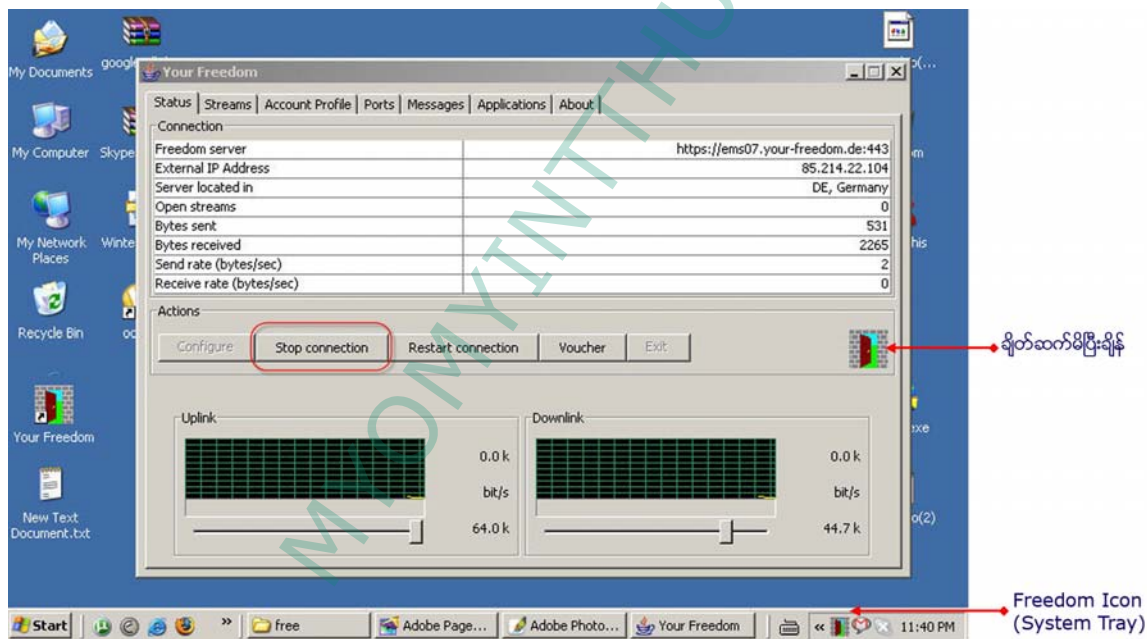 My Documents
google
My Computer
Skype
My Network
Places
Winte
Recycle Bin
Your Freedom
New Text
Document.txt
Your Freedom
Status
Streams
Account Profile
Ports
Messages
Applications
About
Connection
Freedom server https://ems07.your-freedom.de:443
External IP Address 85.214.22.104
Server located in DE, Germany
Open streams 0
Bytes sent 531
Bytes received 2265
Send rate (bytes/sec) 2
Receive rate (bytes/sec) 0
Actions
Configure
Stop connection
Restart connection
Voucher
Exit
ချိတ်ဆက်မိပြီးချိန်
Uplink
0.0 k
bit/s
64.0 k
Downlink
0.0 k
bit/s
44.7 k
his
exe
o(2)
MYOMYINTTHU
Start
free
Adobe Page...
Adobe Photo...
Your Freedom
11:40 PM
Freedom Icon
(System Tray)